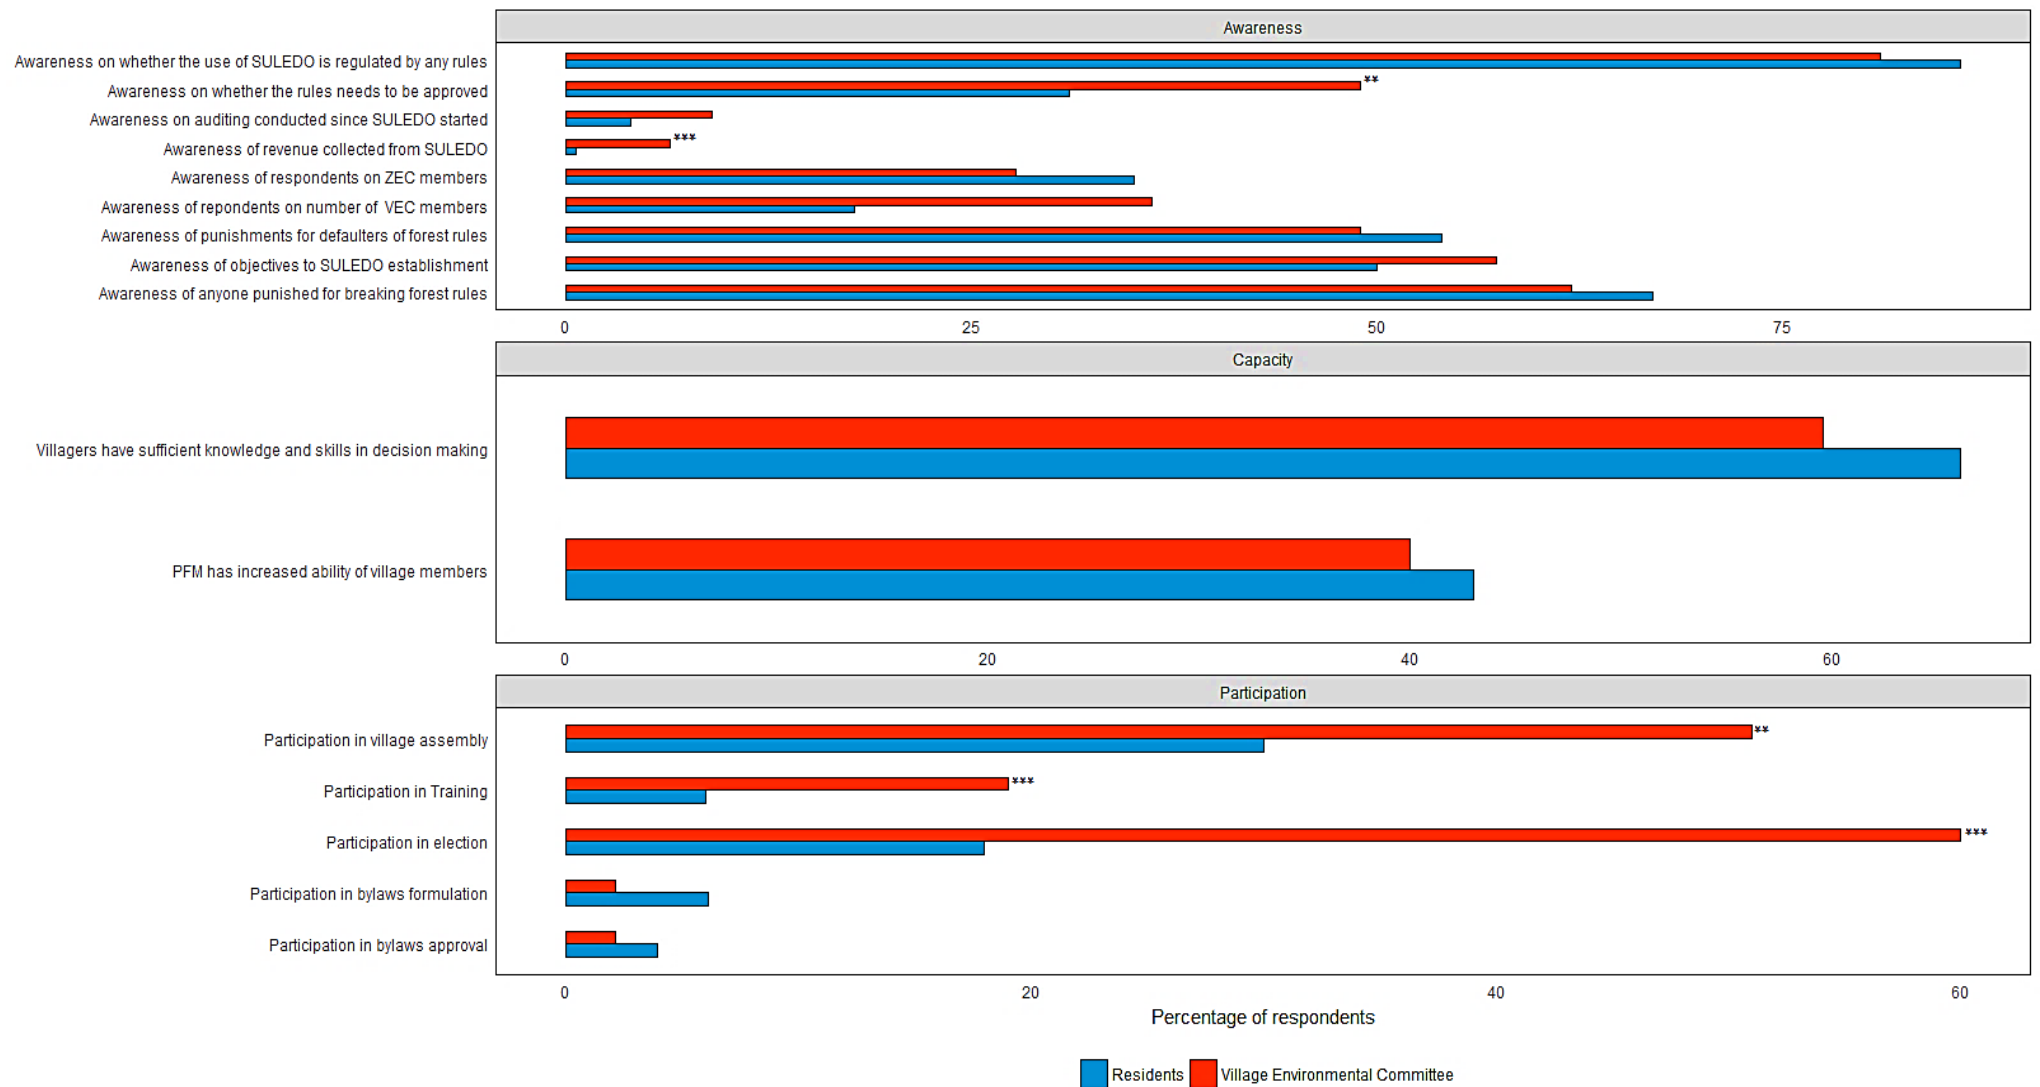 Awareness
Awareness on whether the use of SULEDO is regulated by any rules
Awareness on whether the rules needs to be approved
**
Awareness on auditing conducted since SULEDO started
Awareness of revenue collected from SULEDO
***
Awareness of respondents on ZEC members
Awareness of repondents on number of VEC members
Awareness of punishments for defaulters of forest rules
Awareness of objectives to SULEDO establishment
Awareness of anyone punished for breaking forest rules
0 25 50 75
Capacity
Villagers have sufficient knowledge and skills in decision making
PFM has increased ability of village members
0 20 40 60
Participation
Participation in village assembly
**
Participation in Training
***
Participation in election
***
Participation in bylaws formulation
Participation in bylaws approval
0 20 40 60
Percentage of respondents
Residents Village Environmental Committee